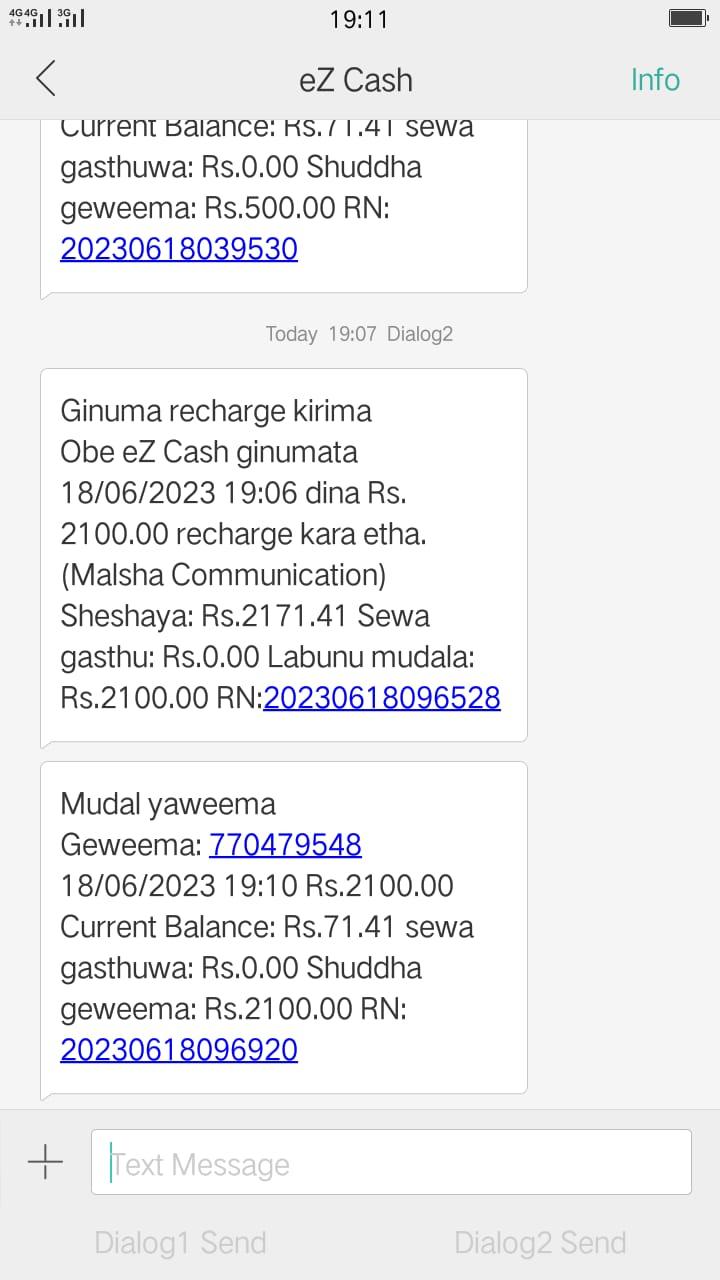 4G 4G 3G 19:11
eZ Cash Info
Current Balance: Rs.71.41 sewa
gasthuwa: Rs.0.00 Shuddha
geweema: Rs.500.00 RN:
20230618039530
Today 19:07 Dialog2
Ginuma recharge kirima
Obe eZ Cash ginumata
18/06/2023 19:06 dina Rs.
2100.00 recharge kara etha.
(Malsha Communication)
Sheshaya: Rs.2171.41 Sewa
gasthu: Rs.0.00 Labunu mudala:
Rs.2100.00 RN:20230618096528
Mudal yaweema
Geweema: 770479548
18/06/2023 19:10 Rs.2100.00
Current Balance: Rs.71.41 sewa
gasthuwa: Rs.0.00 Shuddha
geweema: Rs.2100.00 RN:
20230618096920
Text Message
Dialog1 Send Dialog2 Send